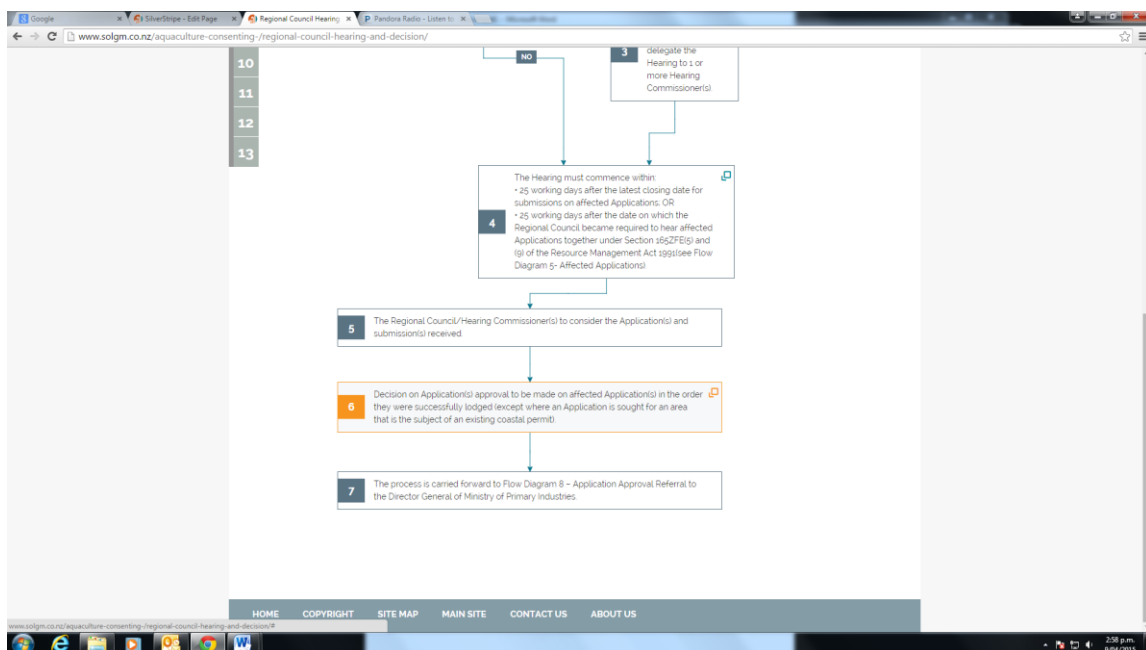 Google
SilverStripe - Edit Page
Regional Council Hearing
Pandora Radio - Listen to
Microsoft Word
www.solgm.co.nz/aquaculture-consenting-/regional-council-hearing-and-decision/
10
11
12
13
NO
3
delegate the
Hearing to 1 or
more Hearing
Commissioner(s)
4
The Hearing must commence within:
• 25 working days after the latest closing date for
submissions on affected Applications; OR
• 25 working days after the date on which the
Regional Council became required to hear affected
Applications together under Section 165ZFE(5) and
(9) of the Resource Management Act 1991(see Flow
Diagram 5- Affected Applications).
5
The Regional Council/Hearing Commissioner(s) to consider the Application(s) and
submission(s) received.
6
Decision on Application(s) approval to be made on affected Application(s) in the order
they were successfully lodged (except where an Application is sought for an area
that is the subject of an existing coastal permit).
7
The process is carried forward to Flow Diagram 8 – Application Approval Referral to
the Director General of Ministry of Primary Industries.
HOME COPYRIGHT SITE MAP MAIN SITE CONTACT US ABOUT US
www.solgm.co.nz/aquaculture-consenting-/regional-council-hearing-and-decision/#
2:58 p.m.
9/04/2015